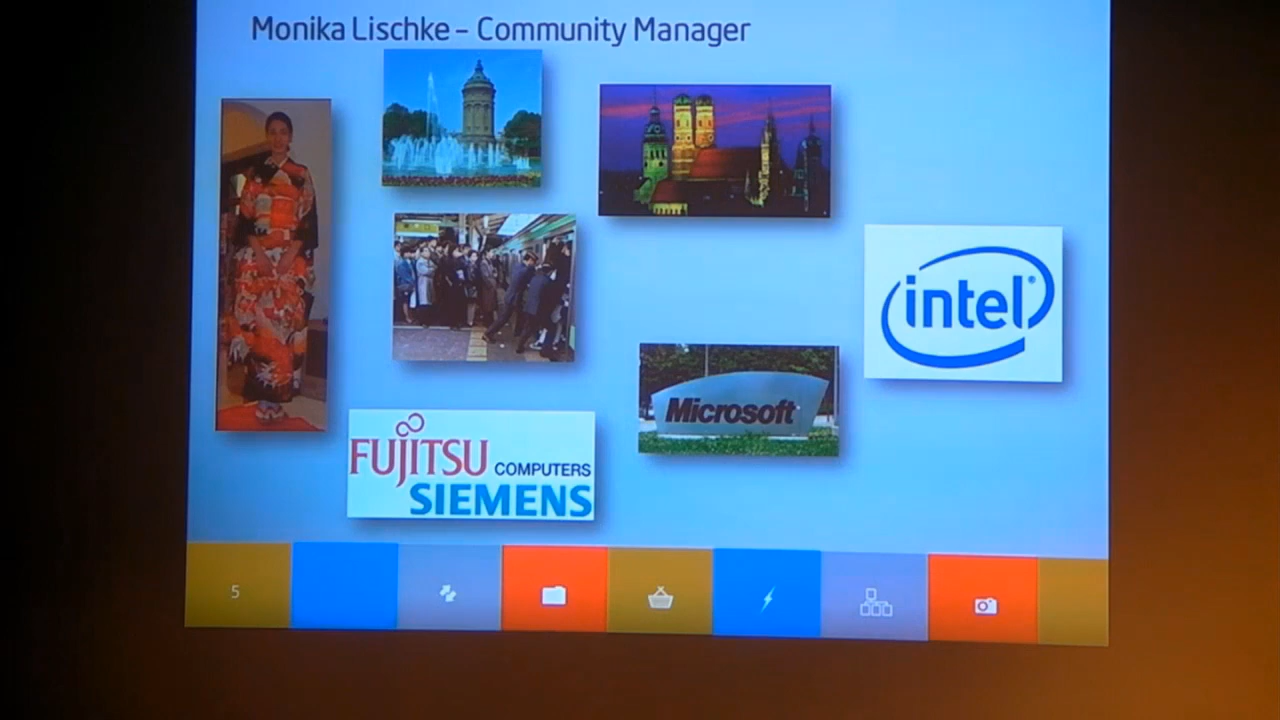 Monika Lischke – Community Manager
intel®
Microsoft
FUJITSU COMPUTERS
SIEMENS
5